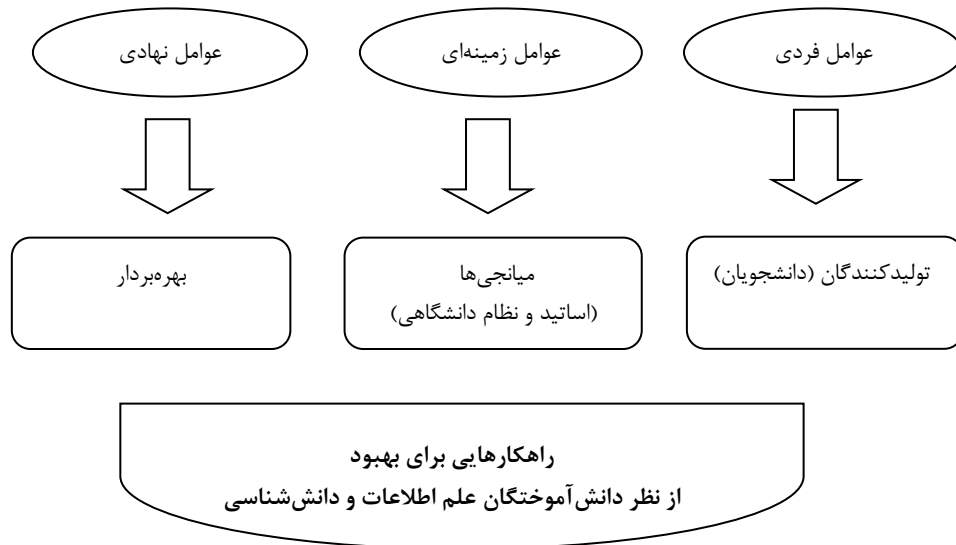 عوامل فردی
عوامل زمینه‌ای
عوامل نهادی
تولیدکنندگان (دانشجویان)
میانجی‌ها
(اساتید و نظام دانشگاهی)
بهره‌بردار
راهکارهایی برای بهبود
از نظر دانش‌آموختگان علم اطلاعات و دانش‌شناسی